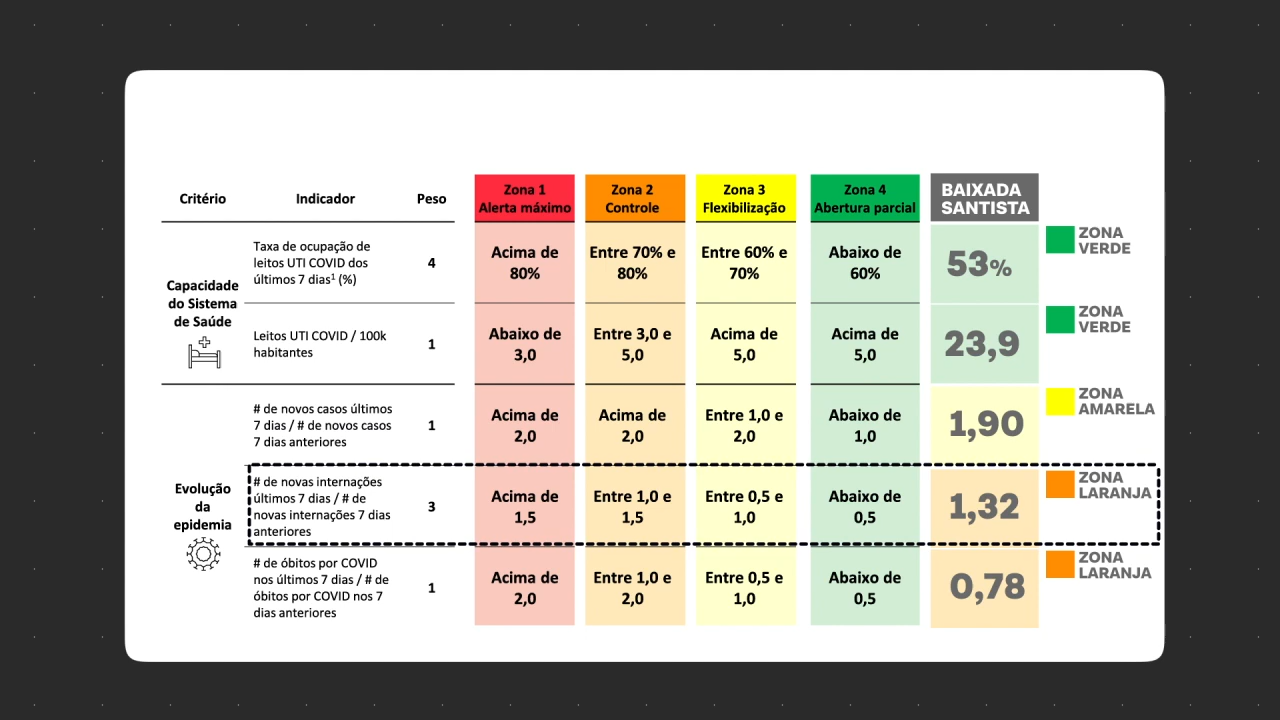 Critério
Indicador
Peso
Zona 1
Alerta máximo
Zona 2
Controle
Zona 3
Flexibilização
Zona 4
Abertura parcial
BAIXADA
SANTISTA
Capacidade
do Sistema
de Saúde
Taxa de ocupação de
leitos UTI COVID dos
últimos 7 dias¹ (%)
4
Acima de
80%
Entre 70% e
80%
Entre 60% e
70%
Abaixo de
60%
53%
ZONA
VERDE
Leitos UTI COVID / 100k
habitantes
1
Abaixo de
3,0
Entre 3,0 e
5,0
Acima de
5,0
Acima de
5,0
23,9
ZONA
VERDE
Evolução
da
epidemia
# de novos casos últimos
7 dias / # de novos casos
7 dias anteriores
1
Acima de
2,0
Acima de
2,0
Entre 1,0 e
2,0
Abaixo de
1,0
1,90
ZONA
AMARELA
# de novas internações
últimos 7 dias / # de
novas internações 7 dias
anteriores
3
Acima de
1,5
Entre 1,0 e
1,5
Entre 0,5 e
1,0
Abaixo de
0,5
1,32
ZONA
LARANJA
# de óbitos por COVID
nos últimos 7 dias / # de
óbitos por COVID nos 7
dias anteriores
1
Acima de
2,0
Entre 1,0 e
2,0
Entre 0,5 e
1,0
Abaixo de
0,5
0,78
ZONA
LARANJA